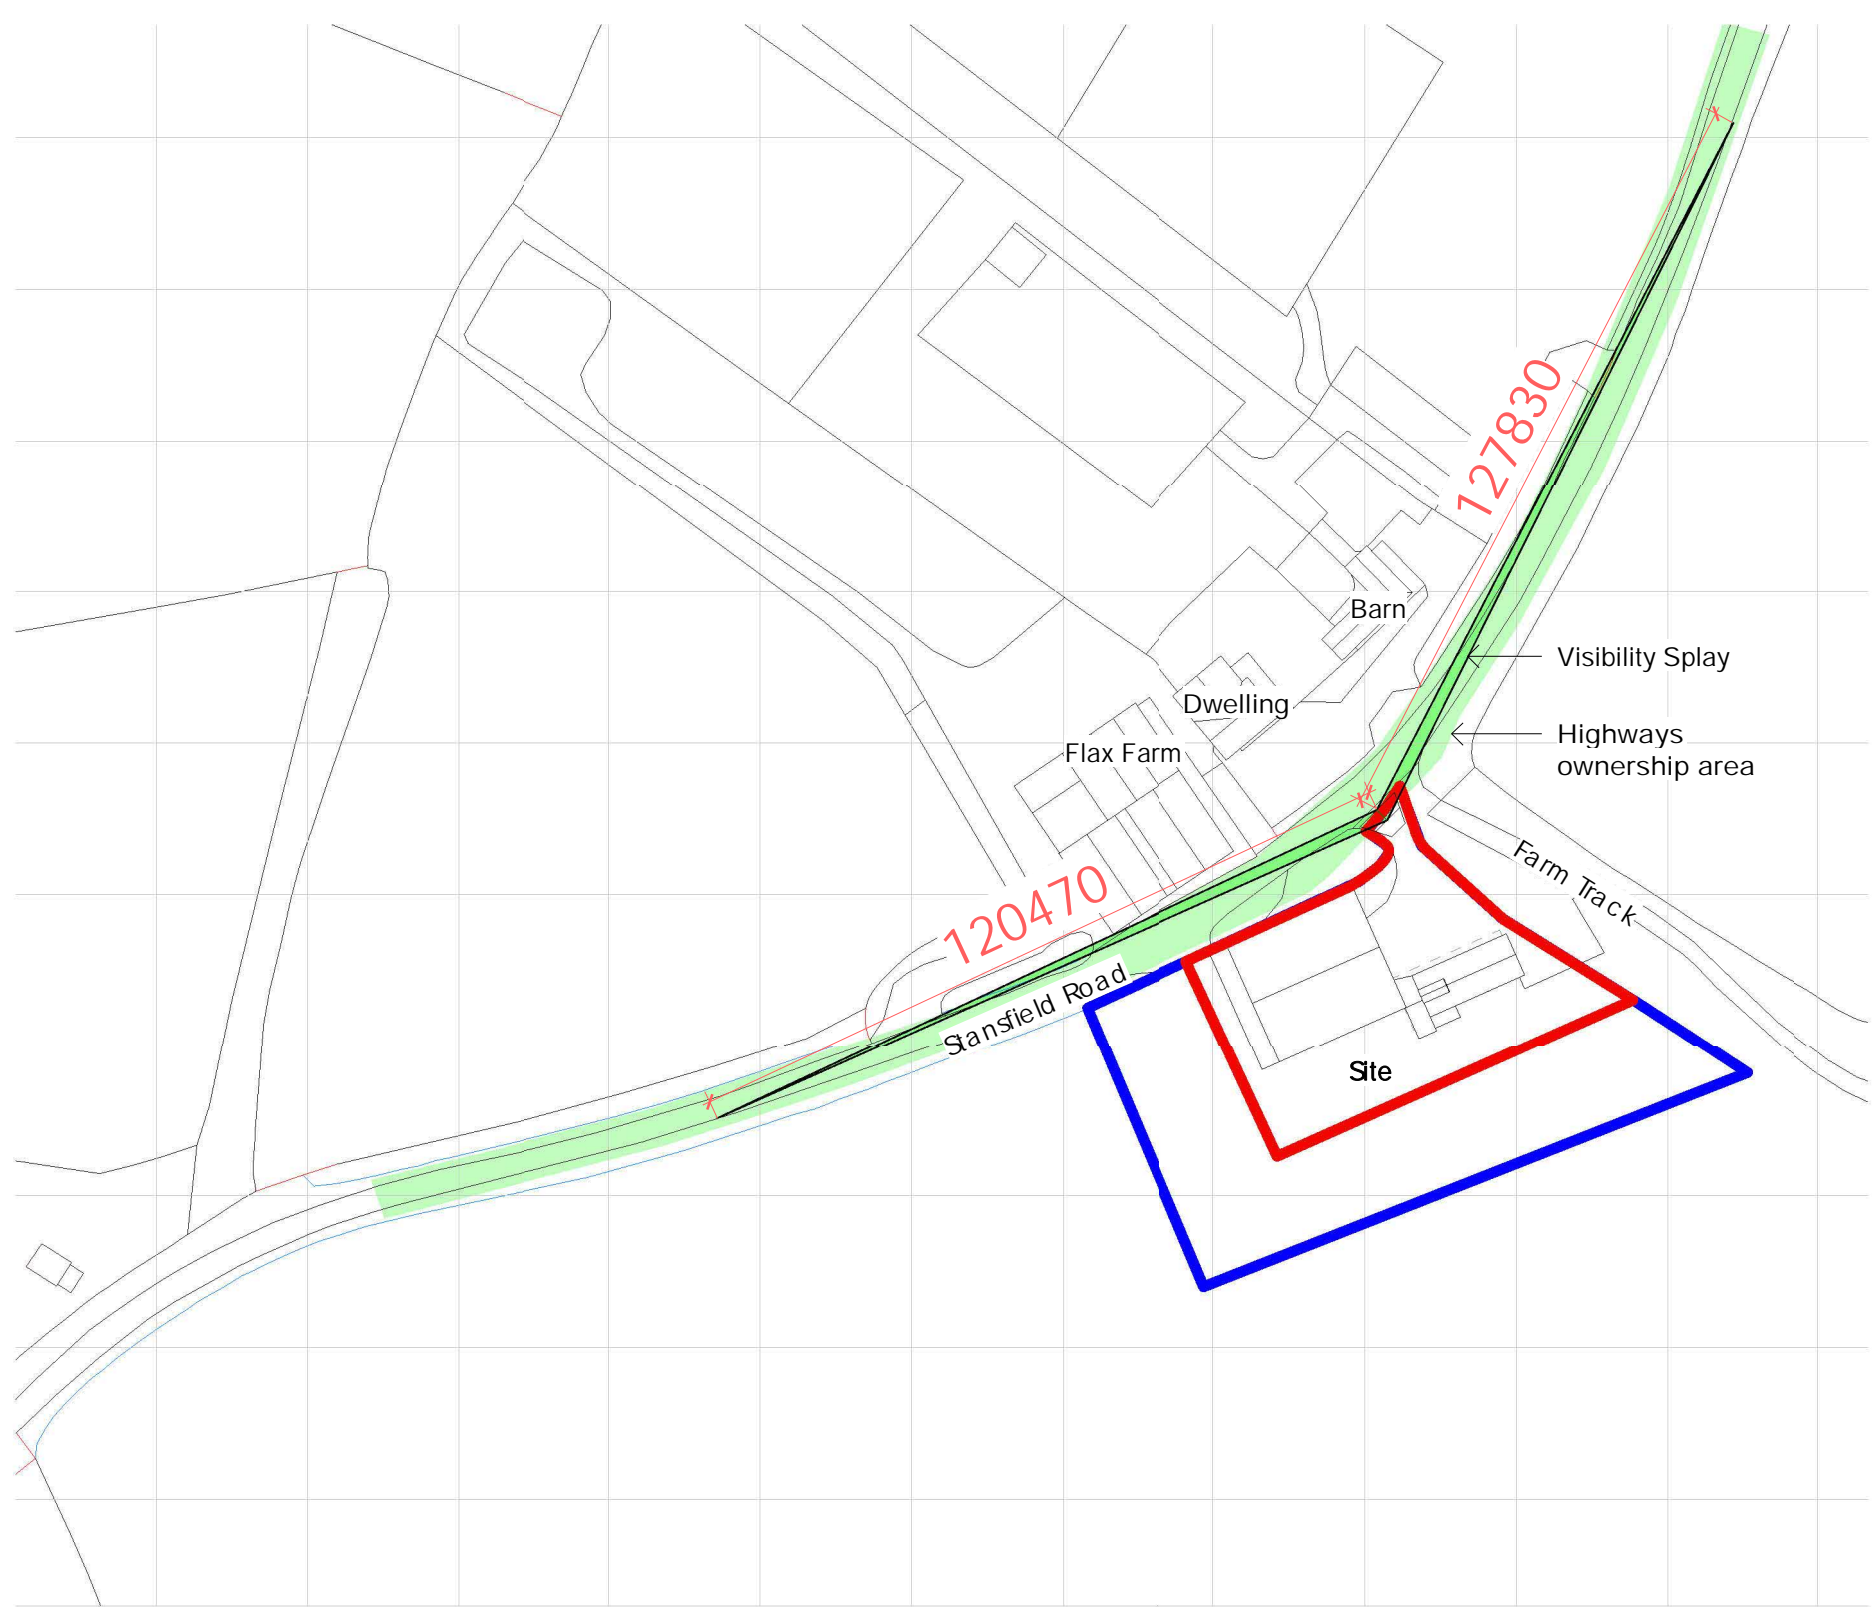 127830
Barn
Visibility Splay
Dwelling
Highways
ownership area
Flax Farm
Farm Track
120470
Stansfield Road
Site